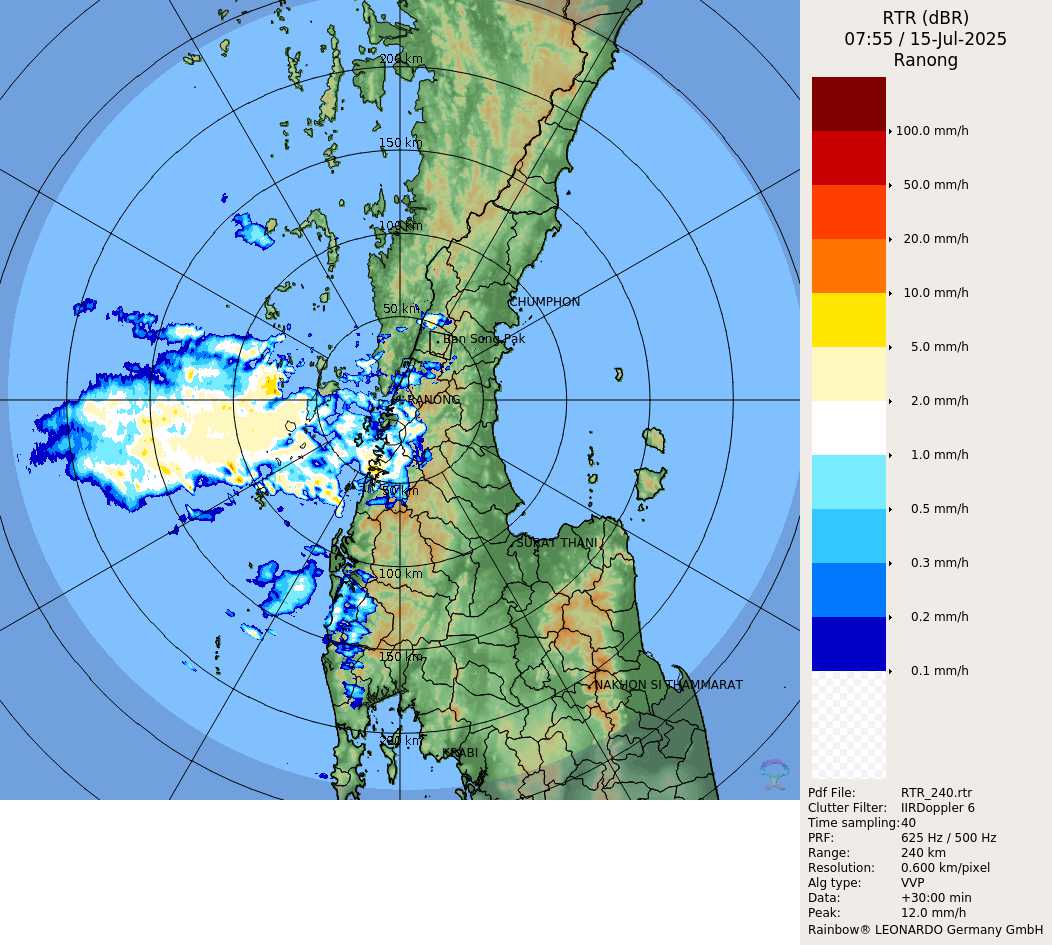 RTR (dBR)
07:55 / 15-Jul-2025
Ranong
200 km
150 km
100 km
50 km
CHUMPHON
Ban Song Pak
RANONG
50 km
SURAT THANI
100 km
150 km
NAKHON SI THAMMARAT
200 km
KRABI
100.0 mm/h
50.0 mm/h
20.0 mm/h
10.0 mm/h
5.0 mm/h
2.0 mm/h
1.0 mm/h
0.5 mm/h
0.3 mm/h
0.2 mm/h
0.1 mm/h
Pdf File: RTR_240.rtr
Clutter Filter: IIRDoppler 6
Time sampling: 40
PRF: 625 Hz / 500 Hz
Range: 240 km
Resolution: 0.600 km/pixel
Alg type: VVP
Data: +30:00 min
Peak: 12.0 mm/h
Rainbow® LEONARDO Germany GmbH